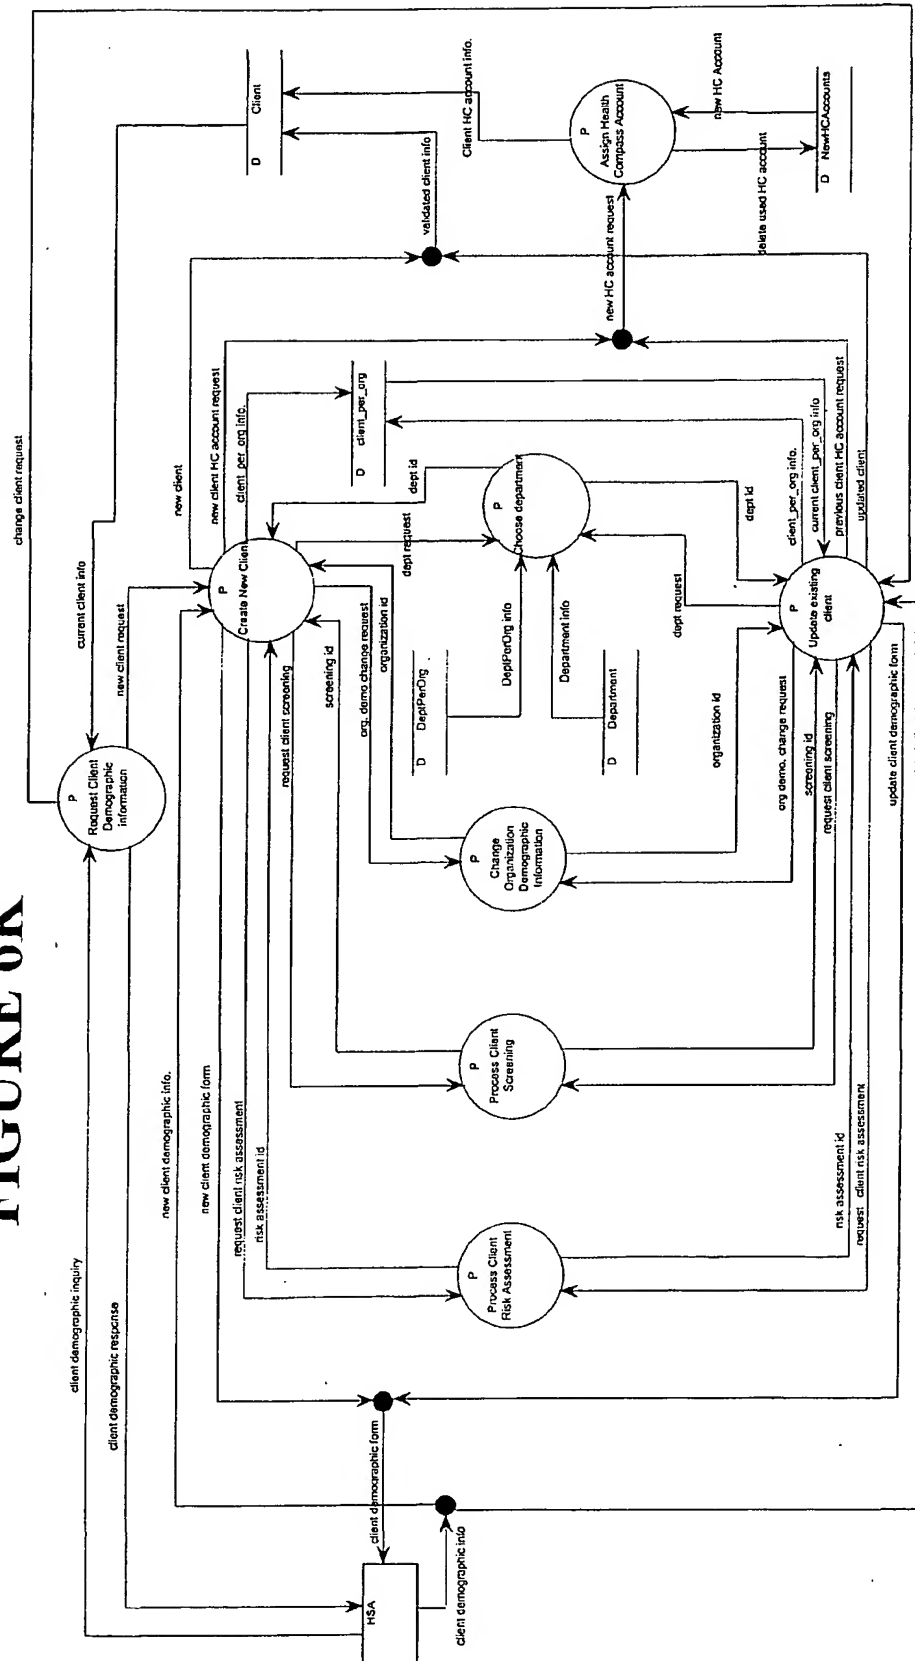 FIGURE 6K
change client request
current client info
new client request
P
Request Client
Demographic
Information
client demographic inquiry
client demographic response
new client demographic info.
new client demographic form
request client risk assessment
risk assessment id
new client
new client HC account request
client_per_org info.
P
Create New Client
request client screening
screening id
org. demo change request
organization id
dept request
dept id
D Client
validated client info
Client HC account info.
P
Assign Health
Compass Account
new HC Account
delete used HC account
D NewHCAccounts
new HC account request
D client_per_org
P
Choose department
D DeptPerOrg
DeptPerOrg info
Department info
D Department
P
Change
Organization
Demographic
Information
P
Process Client
Screening
P
Process Client
Risk Assessment
HSA
client demographic form
client demographic info
dept id
dept request
organization id
org demo. change request
screening id
request client screening
risk assessment id
request client risk assessment
client_per_org info.
current client_per_org info
previous client HC account request
updated client
P
Update existing
client
update client demographic form